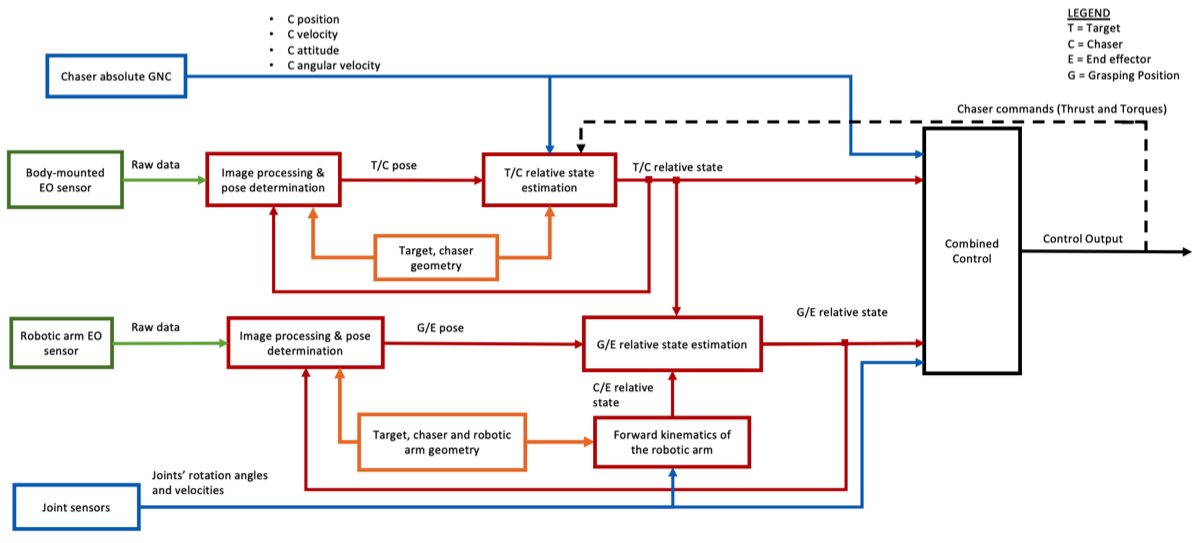 • C position
• C velocity
• C attitude
• C angular velocity
LEGEND
T = Target
C = Chaser
E = End effector
G = Grasping Position
Chaser absolute GNC
Chaser commands (Thrust and Torques)
Body-mounted
EO sensor
Raw data
Image processing &
pose determination
T/C pose
T/C relative state
estimation
T/C relative state
Target, chaser
geometry
Combined
Control
Control Output
Robotic arm EO
sensor
Raw data
Image processing & pose
determination
G/E pose
G/E relative state estimation
G/E relative state
C/E relative
state
Target, chaser and robotic
arm geometry
Forward kinematics of
the robotic arm
Joint sensors
Joints' rotation angles
and velocities